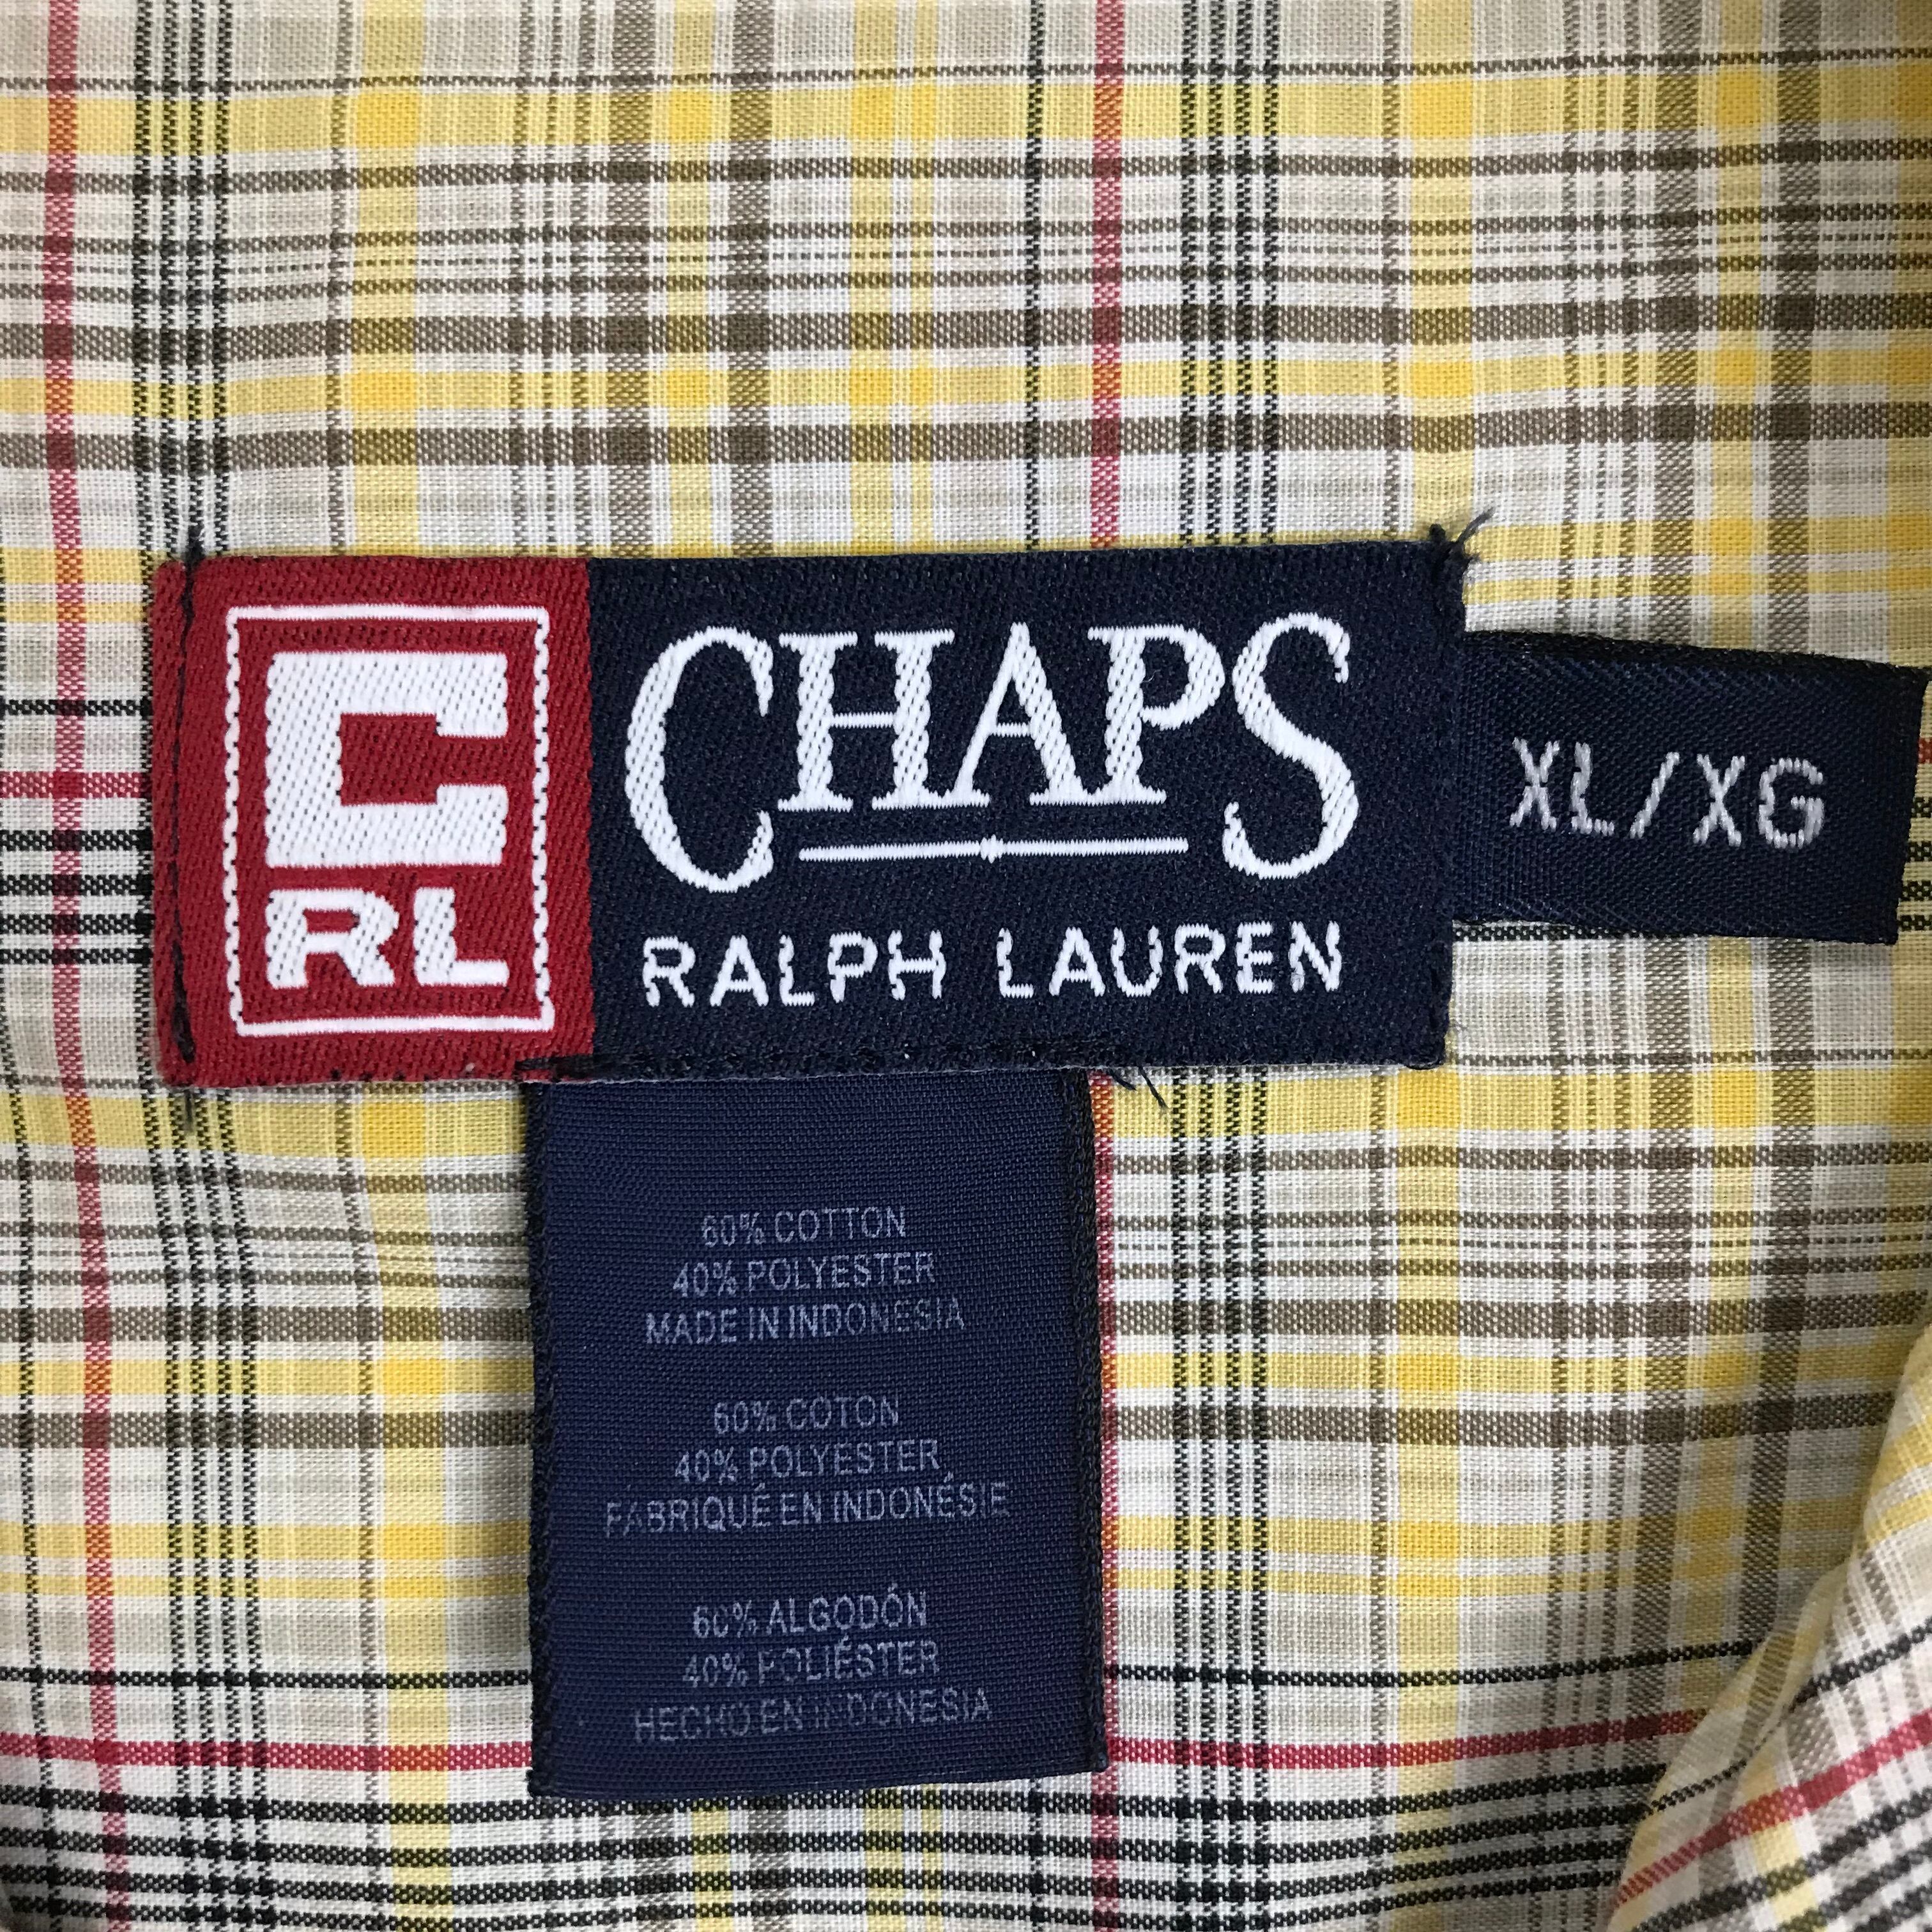 C
RL
CHAPS
RALPH LAUREN
XL/XG
60% COTTON
40% POLYESTER
MADE IN INDONESIA
60% COTON
40% POLYESTER
FABRIQUÉ EN INDONÉSIE
60% ALGODÓN
40% POLIÉSTER
HECHO EN INDONESIA